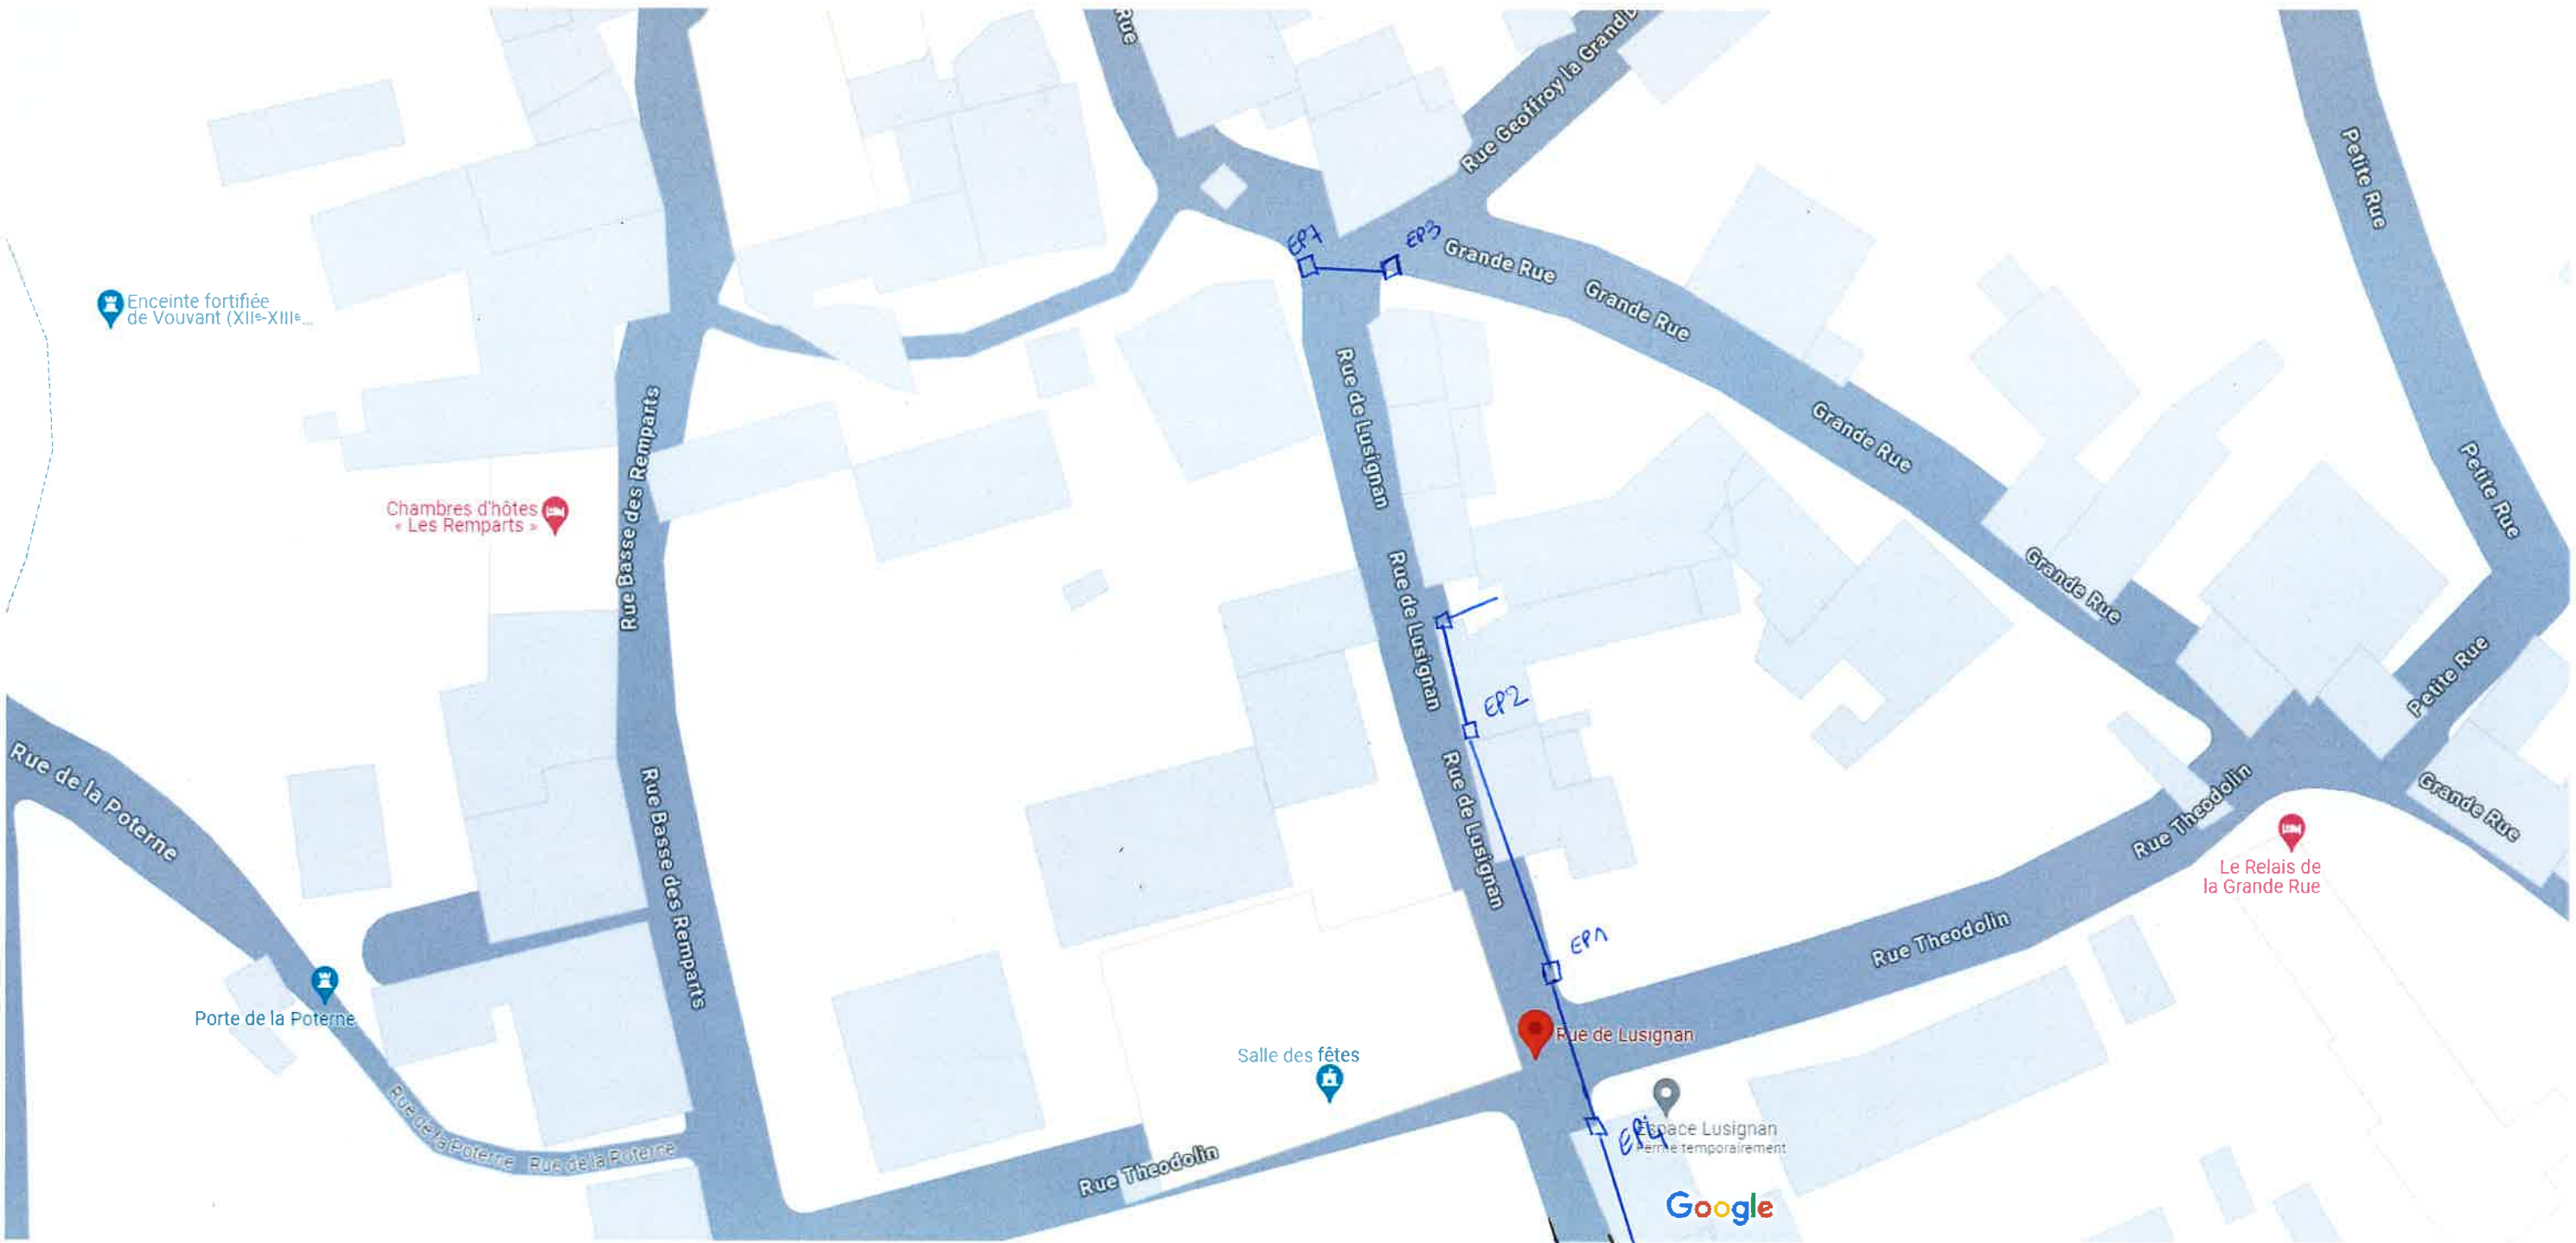 Rue
Rue Geoffroy la Grand'D
Petite Rue
EP7
EP3
Grande Rue
Grande Rue
Enceinte fortifiée
de Vouvant (XIIᵉ-XIIIᵉ...
Rue de Lusignan
Rue Basse des Remparts
Grande Rue
Petite Rue
Chambres d'hôtes
« Les Remparts »
Rue de Lusignan
Grande Rue
EP2
Petite Rue
Rue de la Poterne
Rue de Lusignan
Rue Basse des Remparts
Rue Theodolin
Grande Rue
Le Relais de
la Grande Rue
EP1
Rue Theodolin
Porte de la Poterne
Rue de Lusignan
Salle des fêtes
Rue de la Poterne
Rue de la Poterne
EP4
Espace Lusignan
Fermé temporairement
Rue Theodolin
Google